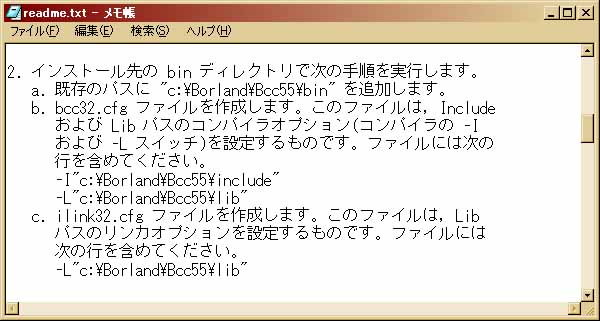 readme.txt - メモ帳
ファイル(F) 編集(E) 検索(S) ヘルプ(H)
2. インストール先の bin ディレクトリで次の手順を実行します。
a. 既存のパスに "c:¥Borland¥Bcc55¥bin" を追加します。
b. bcc32.cfg ファイルを作成します。このファイルは, Include
および Lib パスのコンパイラオプション(コンパイラの -I
および -L スイッチ)を設定するものです。ファイルには次の
行を含めてください。
-I"c:¥Borland¥Bcc55¥include"
-L"c:¥Borland¥Bcc55¥lib"
c. ilink32.cfg ファイルを作成します。このファイルは, Lib
パスのリンカオプションを設定するものです。ファイルには
次の行を含めてください。
-L"c:¥Borland¥Bcc55¥lib"